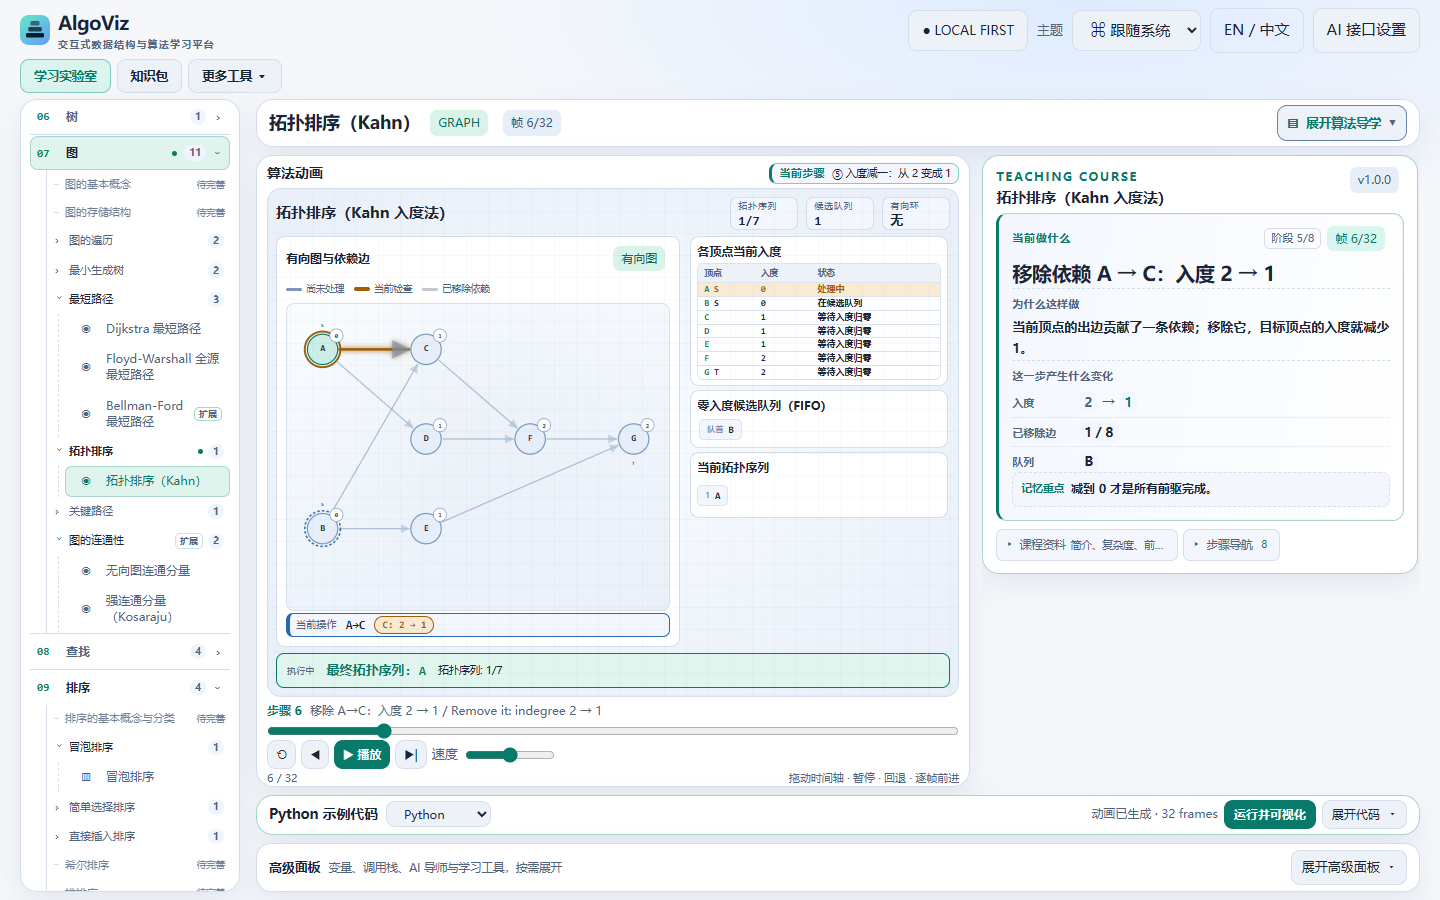 AlgoViz
交互式数据结构与算法学习平台
● LOCAL FIRST
主题
⌘ 跟随系统
EN / 中文
AI 接口设置
学习实验室
知识包
更多工具
06 树 1
07 图 11
图的基本概念 待完善
图的存储结构 待完善
图的遍历 2
最小生成树 2
最短路径 3
Dijkstra 最短路径
Floyd-Warshall 全源
最短路径
Bellman-Ford
最短路径
扩展
拓扑排序 1
拓扑排序（Kahn）
关键路径 1
图的连通性 扩展 2
无向图连通分量
强连通分量
（Kosaraju）
08 查找 4
09 排序 4
排序的基本概念与分类 待完善
冒泡排序 1
冒泡排序
简单选择排序 1
直接插入排序 1
希尔排序 待完善
拓扑排序（Kahn）
GRAPH
帧 6/32
展开算法导学
算法动画
当前步骤 ⑤ 入度减一：从 2 变成 1
拓扑排序（Kahn 入度法）
拓扑序列
1/7
候选队列
1
有向环
无
有向图与依赖边
有向图
尚未处理
当前检查
已移除依赖
A 0
C 1
D 1
F 2
G 2
T
B 0
E 1
当前操作 A→C C: 2 → 1
各顶点当前入度
顶点 入度 状态
A S 0 处理中
B S 0 在候选队列
C 1 等待入度归零
D 1 等待入度归零
E 1 等待入度归零
F 2 等待入度归零
G T 2 等待入度归零
零入度候选队列（FIFO）
队首 B
当前拓扑序列
1 A
执行中 最终拓扑序列: A 拓扑序列: 1/7
步骤 6 移除 A→C：入度 2 → 1 / Remove it: indegree 2 → 1
播放
速度
6 / 32
拖动时间轴 · 暂停 · 回退 · 逐帧前进
TEACHING COURSE
拓扑排序（Kahn 入度法）
v1.0.0
当前做什么
阶段 5/8
帧 6/32
移除依赖 A → C：入度 2 → 1
为什么这样做
当前顶点的出边贡献了一条依赖；移除它，目标顶点的入度就减少
1。
这一步产生什么变化
入度 2 → 1
已移除边 1 / 8
队列 B
记忆重点 减到 0 才是所有前驱完成。
课程资料 简介、复杂度、前...
步骤导航 8
Python 示例代码
Python
动画已生成 · 32 frames
运行并可视化
展开代码
高级面板 变量、调用栈、AI 导师与学习工具，按需展开
展开高级面板